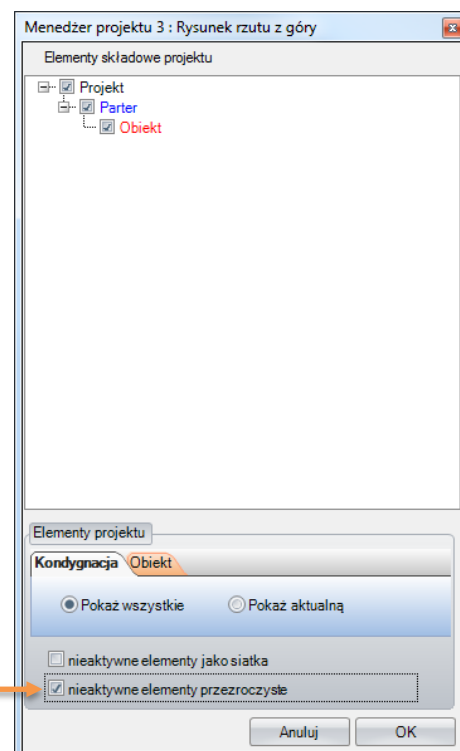 Menedżer projektu 3 : Rysunek rzutu z góry
Elementy składowe projektu
Projekt
Parter
Obiekt
Elementy projektu
Kondygnacja Obiekt
Pokaż wszystkie Pokaż aktualną
nieaktywne elementy jako siatka
nieaktywne elementy przezroczyste
Anuluj OK